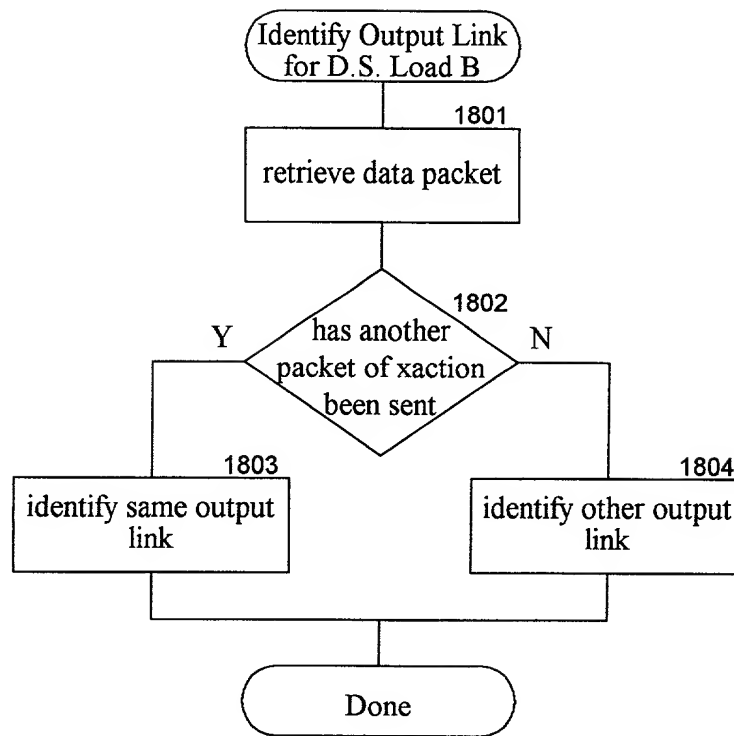 Identify Output Link
for D.S. Load B
1801
retrieve data packet
1802
Y
N
has another
packet of xaction
been sent
1803
identify same output
link
1804
identify other output
link
Done